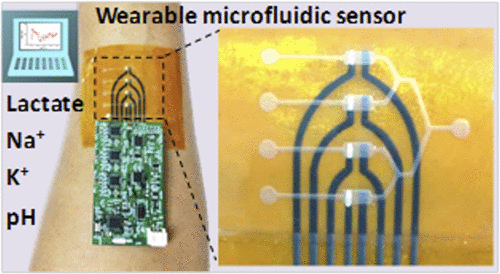 Wearable microfluidic sensor
Lactate
Na⁺
K⁺
pH